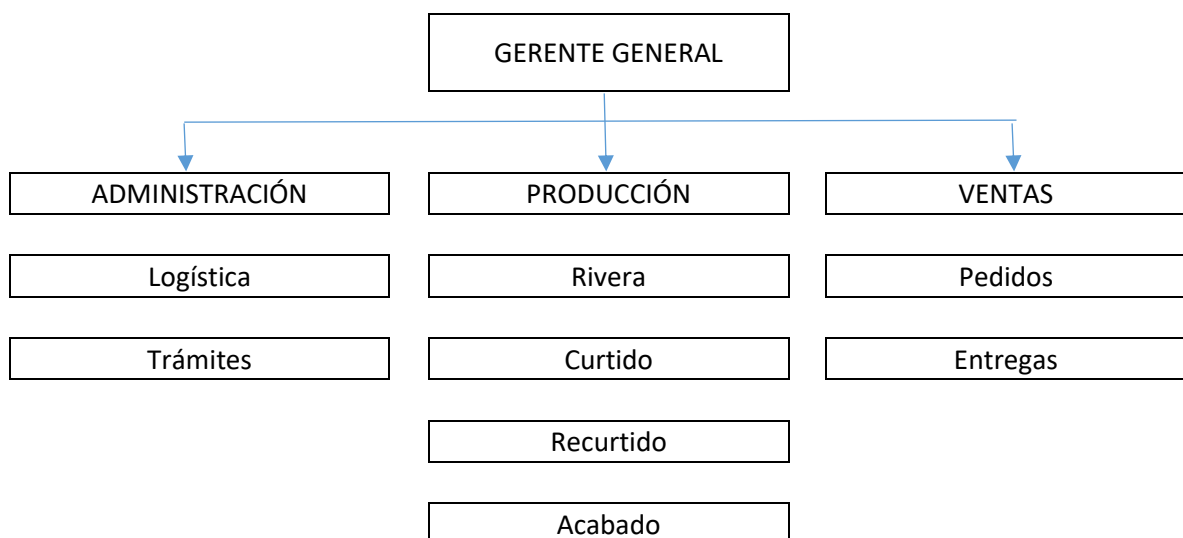 GERENTE GENERAL
ADMINISTRACIÓN
PRODUCCIÓN
VENTAS
Logística
Rivera
Pedidos
Trámites
Curtido
Entregas
Recurtido
Acabado